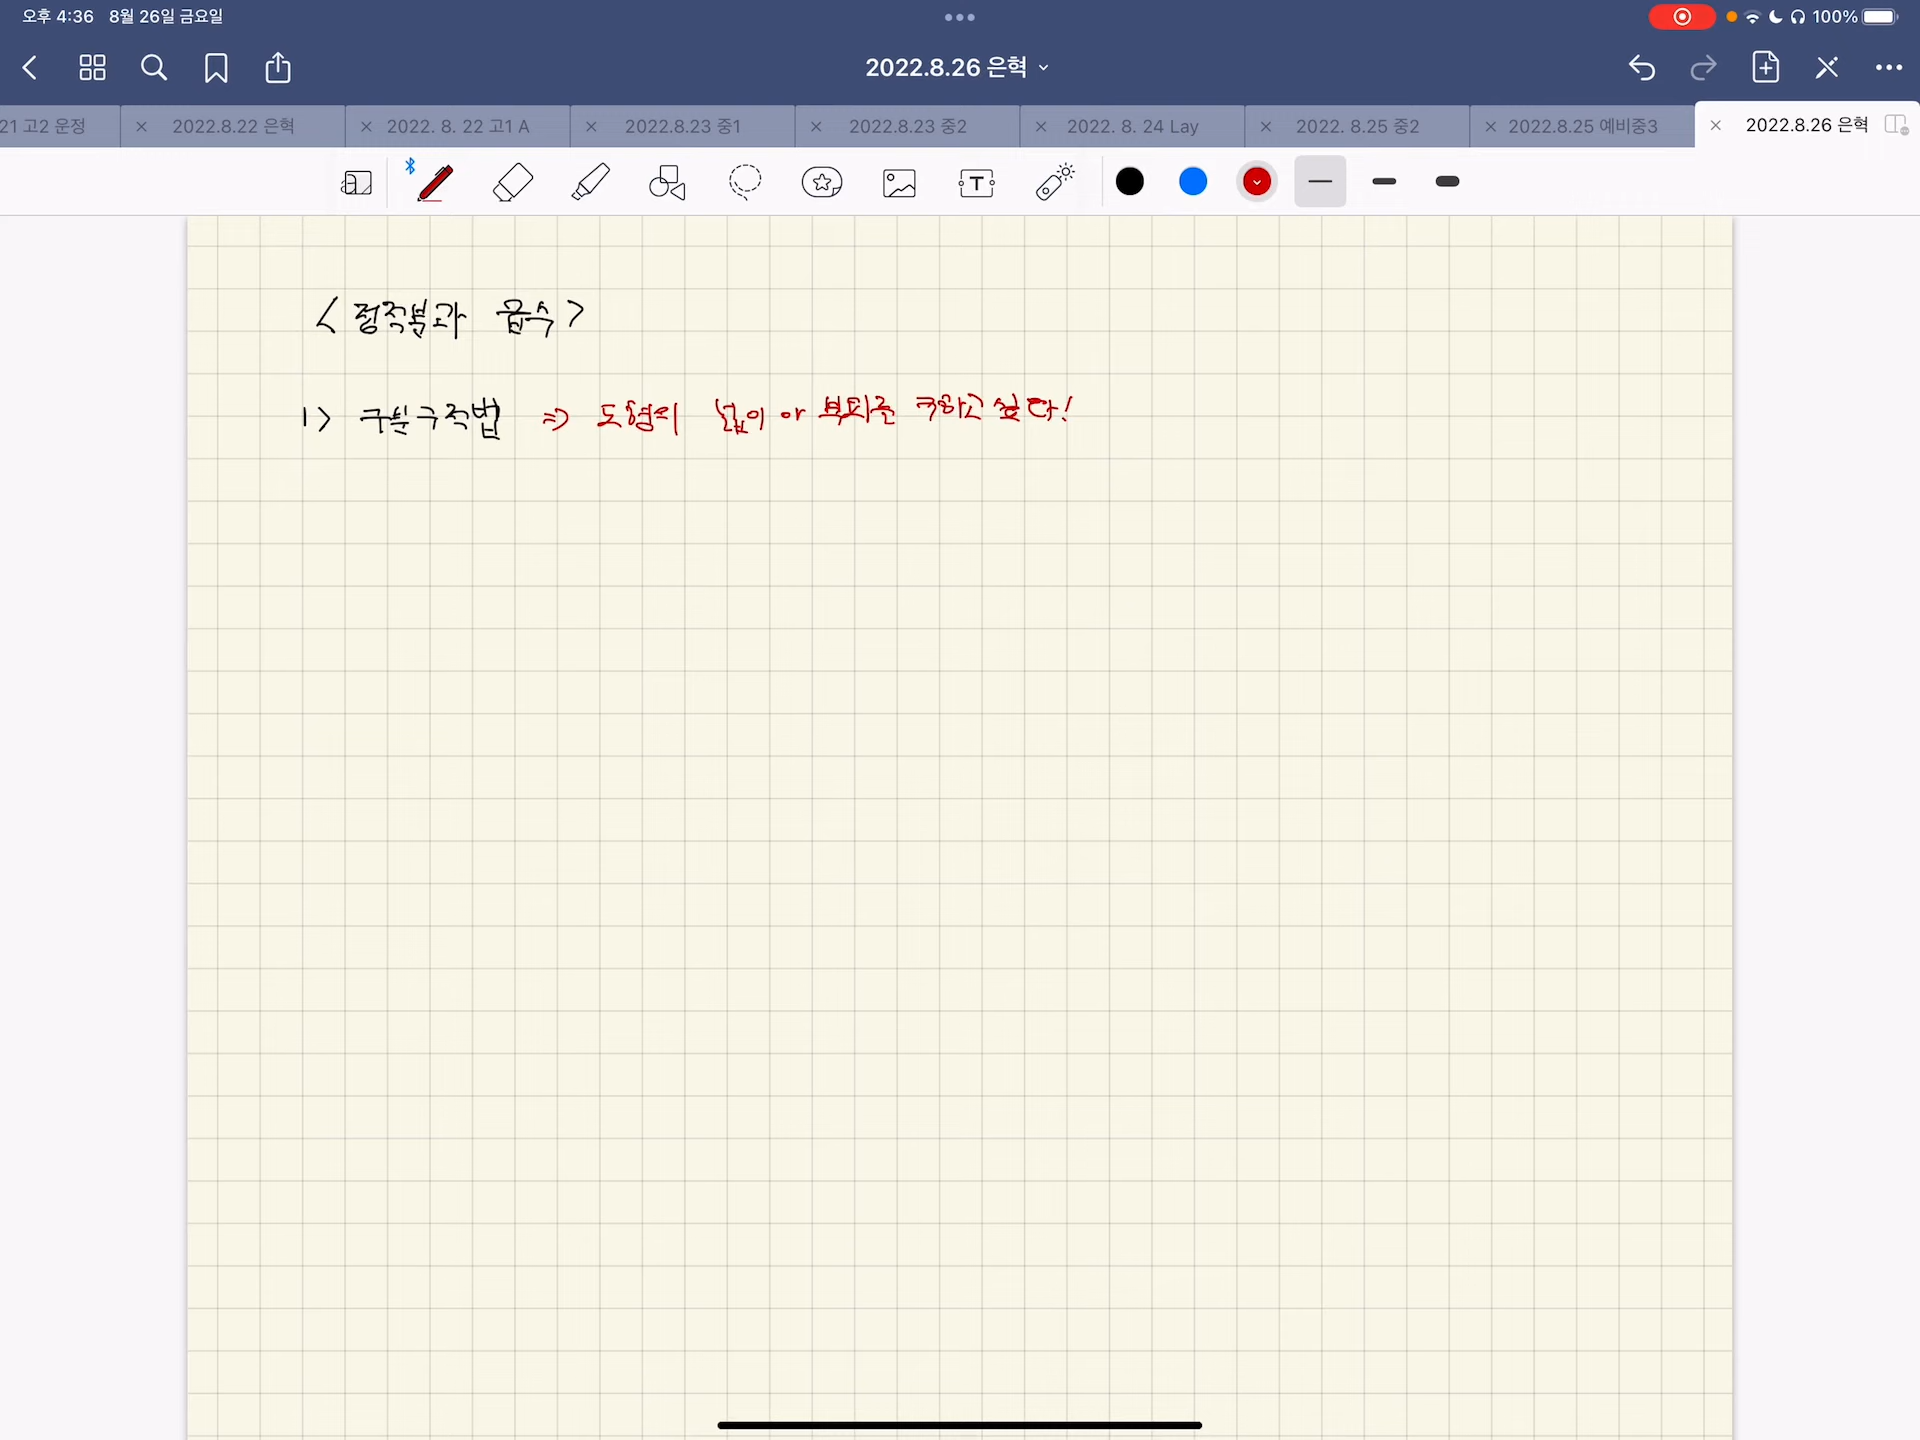 오후 4:36 8월 26일 금요일
100%
2022.8.26 은혁
21 고2 운정
2022.8.22 은혁
2022. 8. 22 고1 A
2022.8.23 중1
2022.8.23 중2
2022. 8. 24 Lay
2022. 8.25 중2
2022.8.25 예비중3
2022.8.26 은혁
T
<정적분과 급수>
1> 구분구적법 ⇒ 도형의 넓이 or 부피를 구하고 싶다!